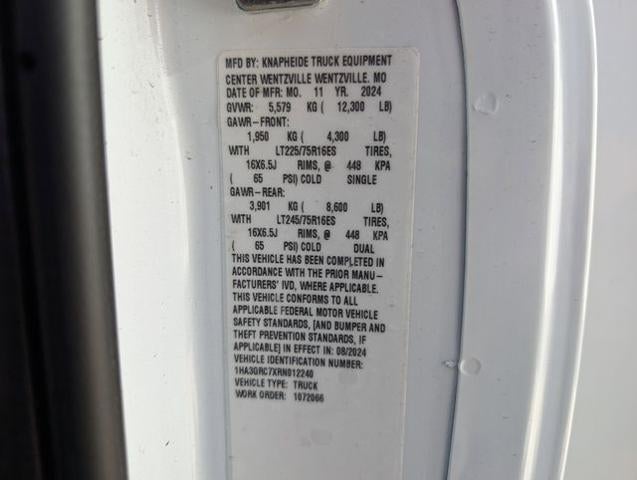 MFD BY: KNAPHEIDE TRUCK EQUIPMENT
CENTER WENTZVILLE WENTZVILLE. MO
DATE OF MFR: MO. 11 YR. 2024
GVWR: 5,579 KG ( 12,300 LB)
GAWR-FRONT:
1,950 KG ( 4,300 LB)
WITH LT225/75R16ES TIRES,
16X6.5J RIMS, @ 448 KPA
( 65 PSI) COLD SINGLE
GAWR-REAR:
3,901 KG ( 8,600 LB)
WITH LT245/75R16ES TIRES,
16X6.5J RIMS, @ 448 KPA
( 65 PSI) COLD DUAL
THIS VEHICLE HAS BEEN COMPLETED IN
ACCORDANCE WITH THE PRIOR MANU-
FACTURERS' IVD, WHERE APPLICABLE.
THIS VEHICLE CONFORMS TO ALL
APPLICABLE FEDERAL MOTOR VEHICLE
SAFETY STANDARDS, [AND BUMPER AND
THEFT PREVENTION STANDARDS, IF
APPLICABLE] IN EFFECT IN: 08/2024
VEHICLE IDENTIFICATION NUMBER:
1HA3GRC7XRN012240
VEHICLE TYPE: TRUCK
WORK ORDER: 1072066